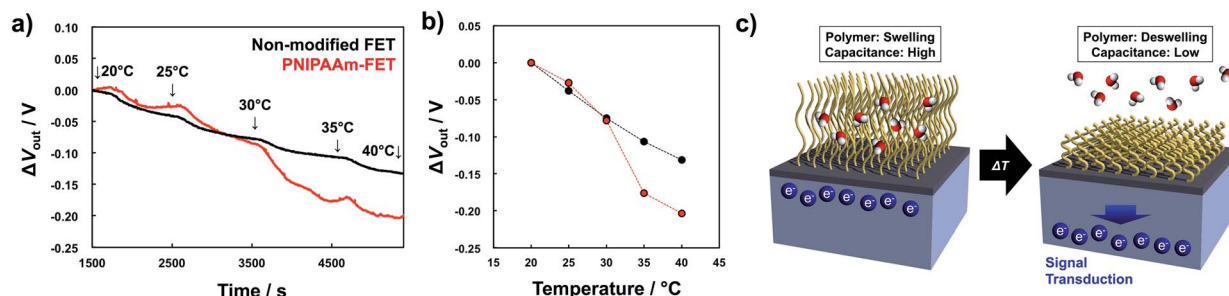 a)
Non-modified FET
PNIPAAm-FET
↓20°C
25°C
↓
30°C
↓
35°C
↓
40°C↓
0.10
0.05
0.00
-0.05
-0.10
-0.15
-0.20
-0.25
ΔVout / V
1500 2500 3500 4500
Time / s
b)
0.05
0.00
-0.05
-0.10
-0.15
-0.20
-0.25
15 20 25 30 35 40 45
Temperature / °C
c)
Polymer: Swelling
Capacitance: High
e- e- e- e- e- e- e-
ΔT
Polymer: Deswelling
Capacitance: Low
e- e- e- e- e- e- e-
Signal
Transduction